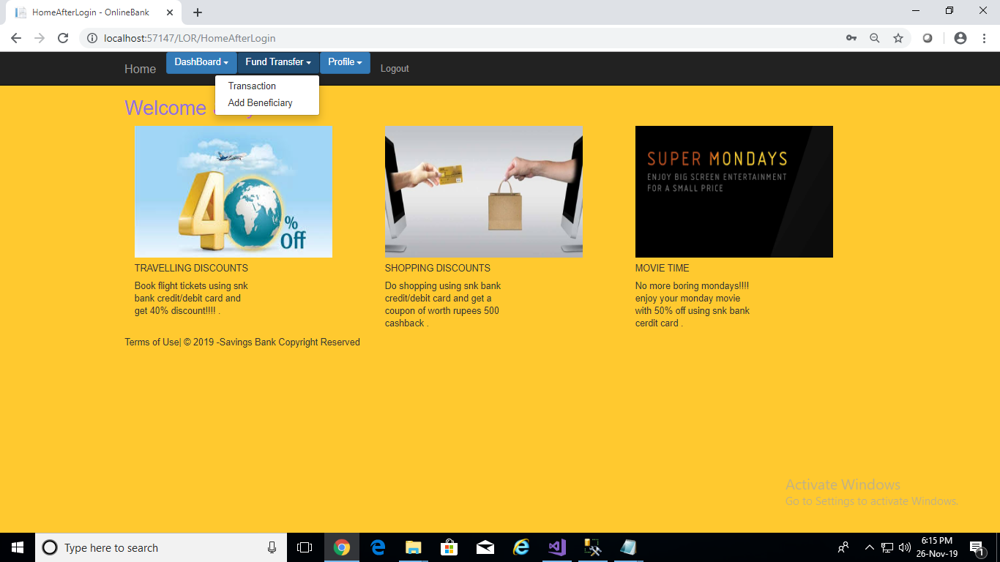 HomeAfterLogin - OnlineBank
localhost:57147/LOR/HomeAfterLogin
Home DashBoard Fund Transfer Profile Logout
Transaction
Add Beneficiary
Welcome
40% Off
SUPER MONDAYS
ENJOY BIG SCREEN ENTERTAINMENT
FOR A SMALL PRICE
TRAVELLING DISCOUNTS
Book flight tickets using snk
bank credit/debit card and
get 40% discount!!!! .
SHOPPING DISCOUNTS
Do shopping using snk bank
credit/debit card and get a
coupon of worth rupees 500
cashback .
MOVIE TIME
No more boring mondays!!!!
enjoy your monday movie
with 50% off using snk bank
cerdit card .
Terms of Use| © 2019 -Savings Bank Copyright Reserved
Activate Windows
Go to Settings to activate Windows.
Type here to search
6:15 PM
26-Nov-19
1